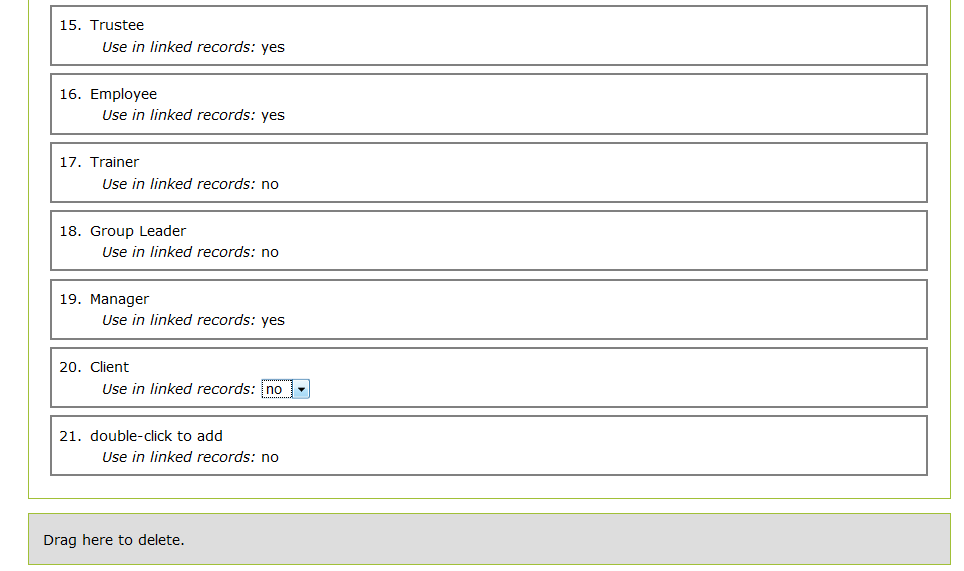 15. Trustee
Use in linked records: yes
16. Employee
Use in linked records: yes
17. Trainer
Use in linked records: no
18. Group Leader
Use in linked records: no
19. Manager
Use in linked records: yes
20. Client
Use in linked records: no
21. double-click to add
Use in linked records: no
Drag here to delete.